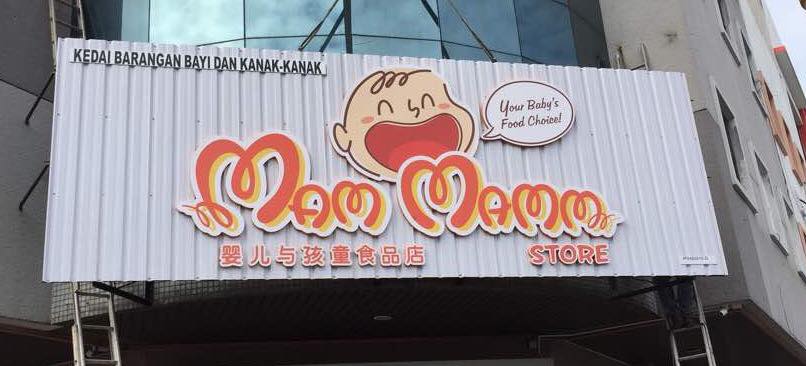 KEDAI BARANGAN BAYI DAN KANAK-KANAK
Your Baby's
Food Choice!
Mam Mamm
婴儿与孩童食品店
STORE